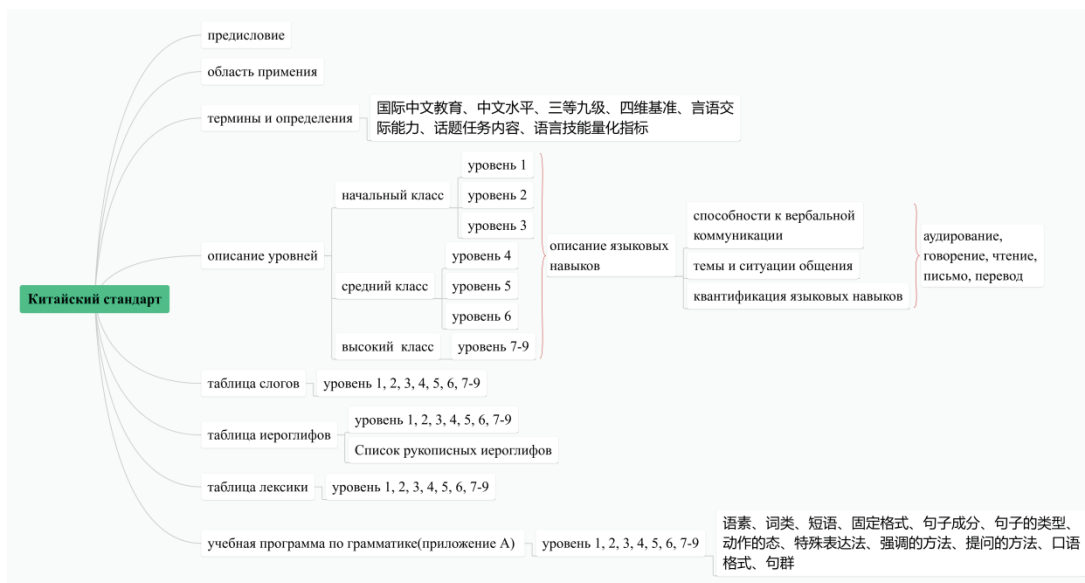 предисловие
область примения
термины и определения
国际中文教育、中文水平、三等九级、四维基准、言语交
际能力、话题任务内容、语言技能量化指标
Китайский стандарт
описание уровней
начальный класс
уровень 1
уровень 2
уровень 3
средний класс
уровень 4
уровень 5
уровень 6
высокий класс
уровень 7-9
описание языковых
навыков
способности к вербальной
коммуникации
темы и ситуации общения
квантификация языковых навыков
аудирование,
говорение, чтение,
письмо, перевод
таблица слогов
уровень 1, 2, 3, 4, 5, 6, 7-9
таблица иероглифов
уровень 1, 2, 3, 4, 5, 6, 7-9
Список рукописных иероглифов
таблица лексики
уровень 1, 2, 3, 4, 5, 6, 7-9
учебная программа по грамматике(приложение А)
уровень 1, 2, 3, 4, 5, 6, 7-9
语素、词类、短语、固定格式、句子成分、句子的类型、
动作的态、特殊表达法、强调的方法、提问的方法、口语
格式、句群